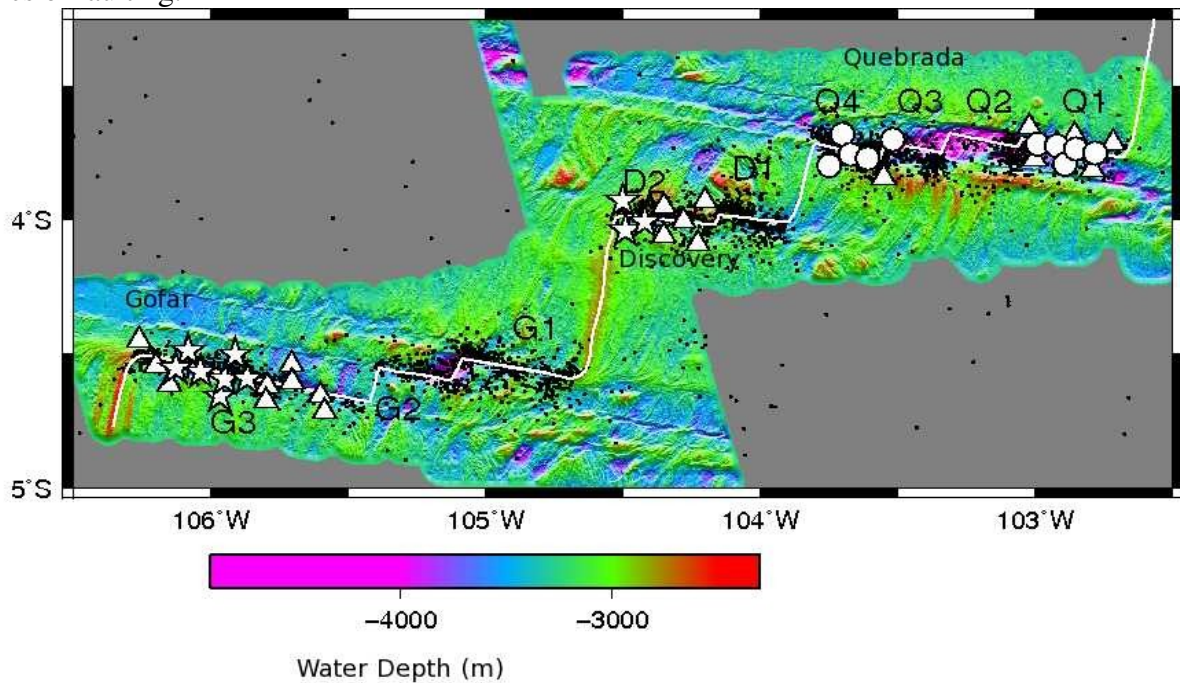 Quebrada
Q4 Q3 Q2 Q1
D2 D1
4°S
Discovery
Gofar
G1
G3 G2
5°S
106°W 105°W 104°W 103°W
-4000 -3000
Water Depth (m)